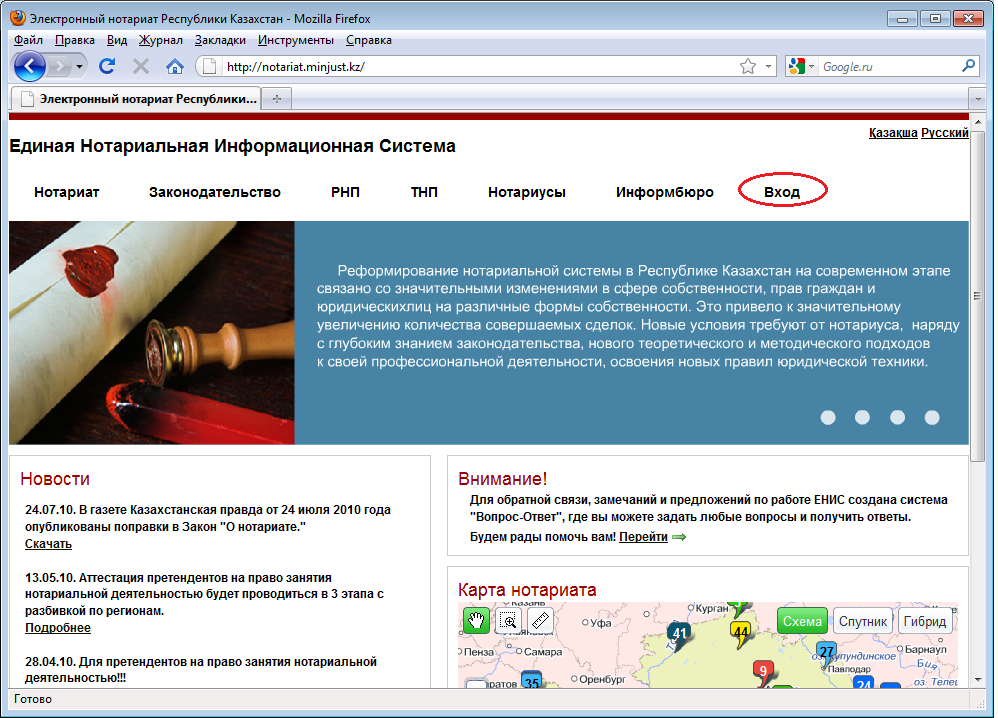 Электронный нотариат Республики Казахстан - Mozilla Firefox
Файл Правка Вид Журнал Закладки Инструменты Справка
http://notariat.minjust.kz/ Google.ru
Электронный нотариат Республики...
Қазақша Русский
Единая Нотариальная Информационная Система
Нотариат Законодательство РНП ТНП Нотариусы Информбюро Вход
Реформирование нотариальной системы в Республике Казахстан на современном этапе
связано со значительными изменениями в сфере собственности, прав граждан и
юридическихлиц на различные формы собственности. Это привело к значительному
увеличению количества совершаемых сделок. Новые условия требуют от нотариуса, наряду
с глубоким знанием законодательства, нового теоретического и методического подходов
к своей профессиональной деятельности, освоения новых правил юридической техники.
Новости
24.07.10. В газете Казахстанская правда от 24 июля 2010 года
опубликованы поправки в Закон "О нотариате."
Скачать
13.05.10. Аттестация претендентов на право занятия
нотариальной деятельностью будет проводиться в 3 этапа с
разбивкой по регионам.
Подробнее
28.04.10. Для претендентов на право занятия нотариальной
деятельностью!!!
Внимание!
Для обратной связи, замечаний и предложений по работе ЕНИС создана система
"Вопрос-Ответ", где вы можете задать любые вопросы и получить ответы.
Будем рады помочь вам! Перейти
Карта нотариата
Казань Курган
Схема Спутник Гибрид
Уфа
41 44
Пенза Самара
27 Барнаул
Павлодар
Бия
9
Оренбург
35 24
оз. Телец
Готово